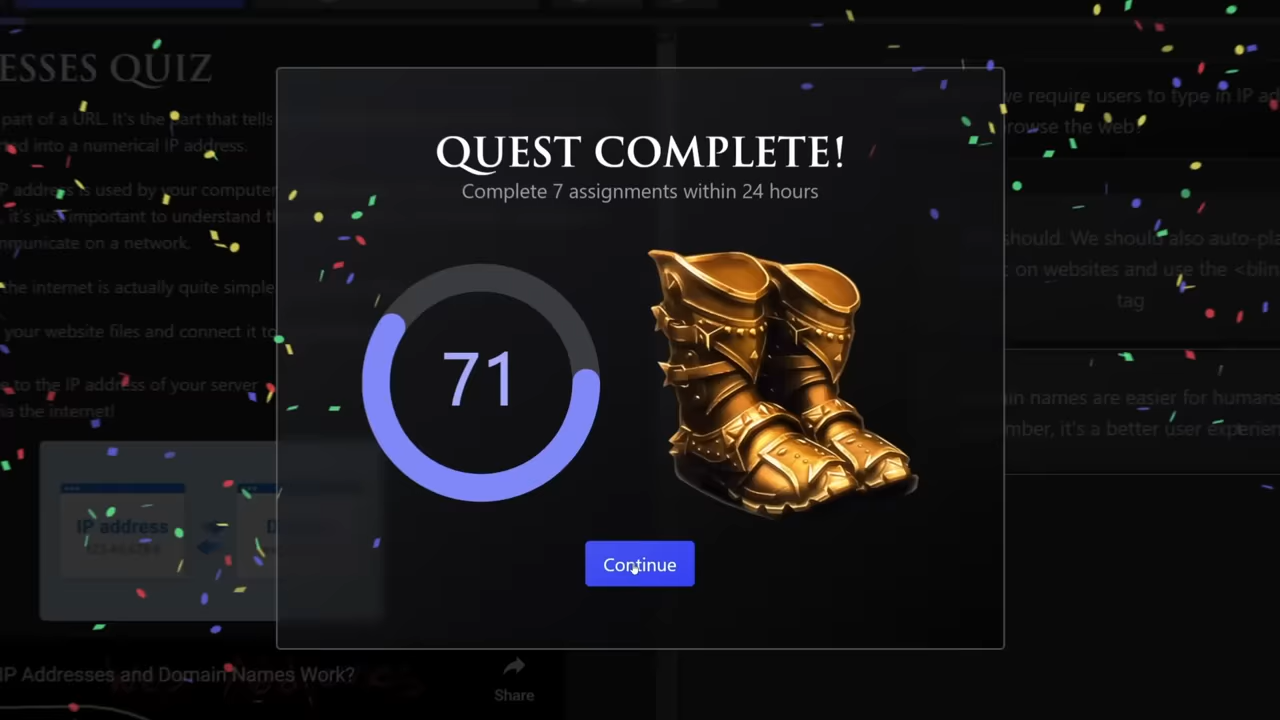 ESSES QUIZ
part of a URL. It's the part that tells
ed into a numerical IP address.
P address is used by your computer
, it's just important to understand t
mmunicate on a network.
the internet is actually quite simple.
your website files and connect it to
e to the IP address of your server
via the internet!
IP address
IP Addresses and Domain Names Work?
Share
QUEST COMPLETE!
Complete 7 assignments within 24 hours
71
Continue
we require users to type in IP ad
rowse the web?
should. We should also auto-pla
on websites and use the <blin
tag
in names are easier for humans
mber, it's a better user experien